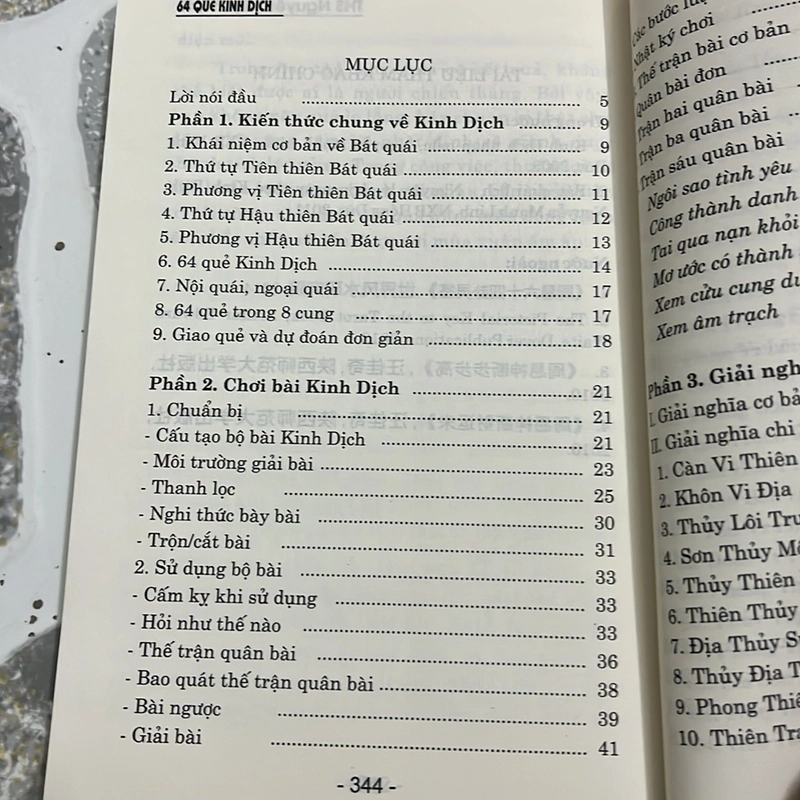 64 QUẺ KINH DỊCH
MỤC LỤC
Lời nói đầu ........ 5
Phần 1. Kiến thức chung về Kinh Dịch ........ 9
1. Khái niệm cơ bản về Bát quái ........ 9
2. Thứ tự Tiên thiên Bát quái ........ 10
3. Phương vị Tiên thiên Bát quái ........ 11
4. Thứ tự Hậu thiên Bát quái ........ 12
5. Phương vị Hậu thiên Bát quái ........ 13
6. 64 quẻ Kinh Dịch ........ 14
7. Nội quái, ngoại quái ........ 17
8. 64 quẻ trong 8 cung ........ 17
9. Giao quẻ và dự đoán đơn giản ........ 18
Phần 2. Chơi bài Kinh Dịch ........ 21
1. Chuẩn bị ........ 21
- Cấu tạo bộ bài Kinh Dịch ........ 21
- Môi trường giải bài ........ 23
- Thanh lọc ........ 25
- Nghi thức bày bài ........ 30
- Trộn/cắt bài ........ 31
2. Sử dụng bộ bài ........ 33
- Cấm kỵ khi sử dụng ........ 33
- Hỏi như thế nào ........ 33
- Thế trận quân bài ........ 36
- Bao quát thế trận quân bài ........ 38
- Bài ngược ........ 39
- Giải bài ........ 41
- 344 -
Các bước
Nhật ký chơi
Thế trận bài cơ bản
Quân bài đơn
Trận hai quân bài
Trận ba quân bài
Trận sáu quân bài
Ngôi sao tình yêu
Công thành danh
Tai qua nạn khỏi
Mơ ước có thành
Xem cửu cung
Xem âm trạch
Phần 3. Giải
I. Giải nghĩa cơ
II. Giải nghĩa chi
1. Càn Vi Thiên
2. Khôn Vi Địa
3. Thủy Lôi
4. Sơn Thủy
5. Thủy Thiên
6. Thiên Thủy
7. Địa Thủy
8. Thủy Địa
9. Phong
10. Thiên